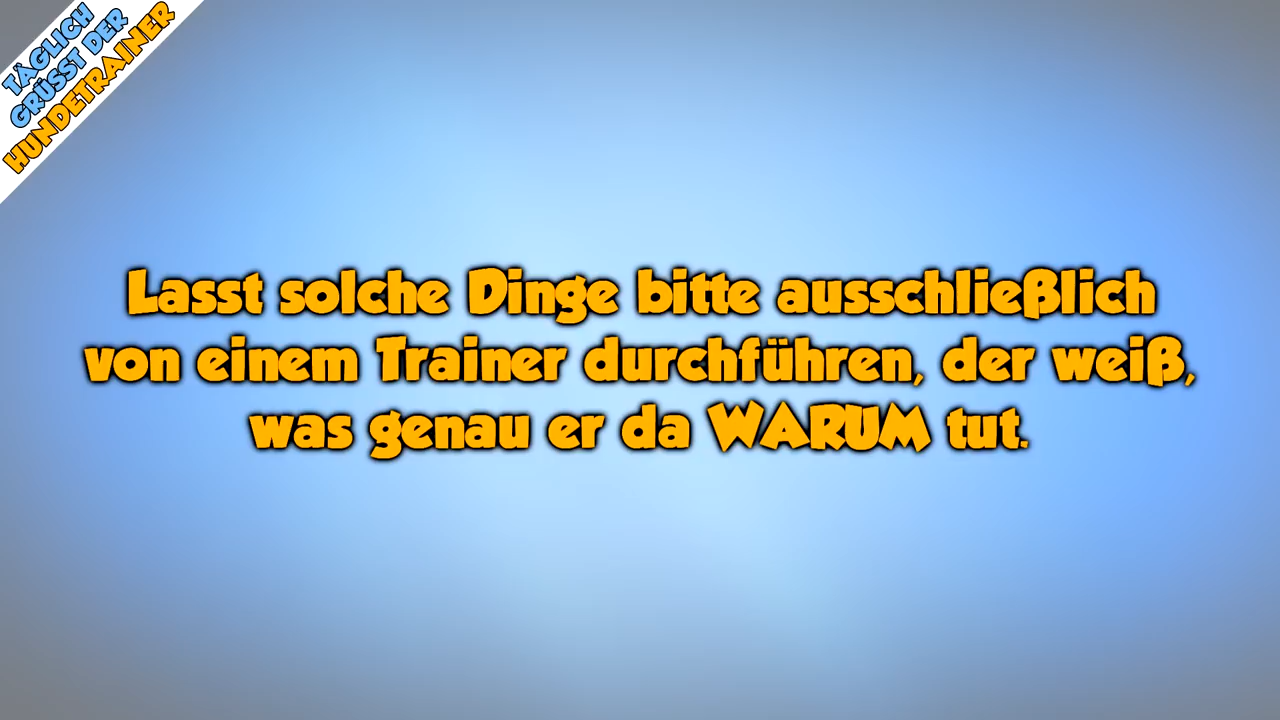 TÄGLICH
GRÜSST DER
HUNDETRAINER
Lasst solche Dinge bitte ausschließlich
von einem Trainer durchführen, der weiß,
was genau er da WARUM tut.